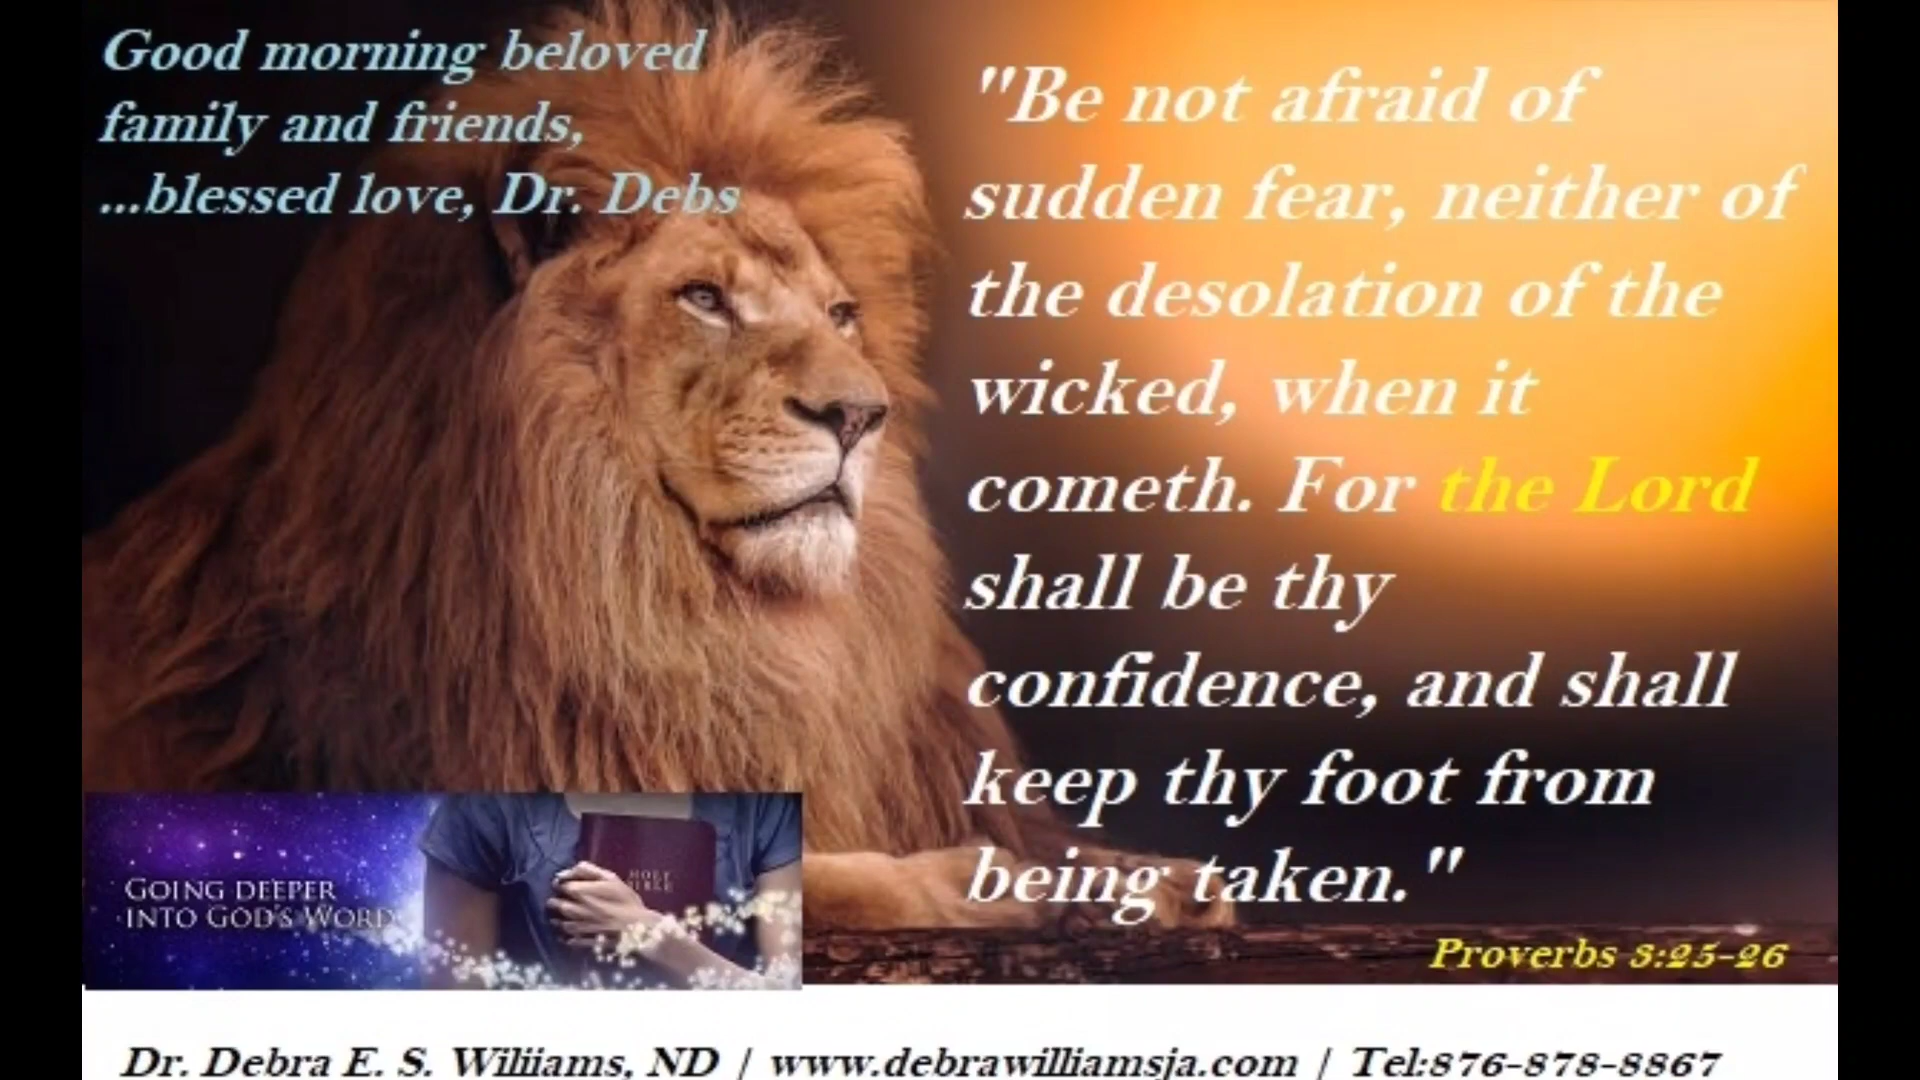 Good morning beloved
family and friends,
...blessed love, Dr. Debs
"Be not afraid of
sudden fear, neither of
the desolation of the
wicked, when it
cometh. For the Lord
shall be thy
confidence, and shall
keep thy foot from
being taken."
Proverbs 3:25-26
GOING DEEPER
INTO GOD'S WORD
HOLY
BIBLE
Dr. Debra E. S. Wiliiams, ND | www.debrawilliamsja.com | Tel:876-878-8867